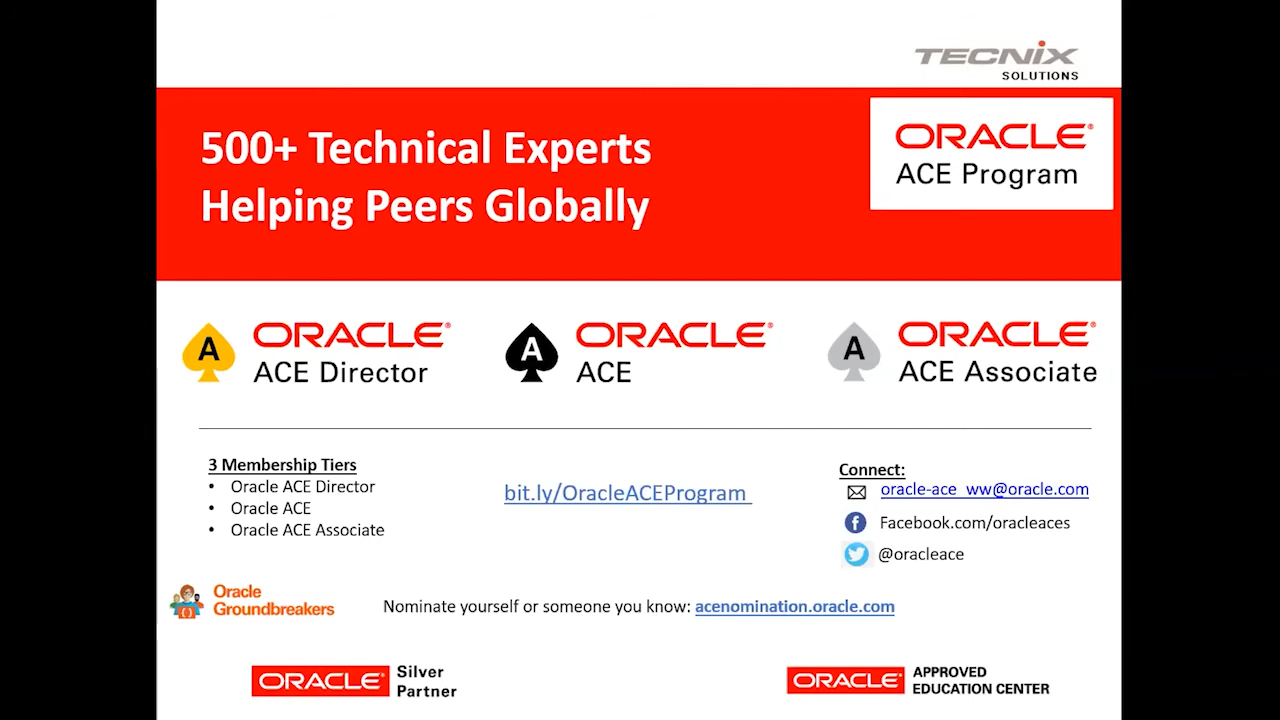 TECNIX
SOLUTIONS
500+ Technical Experts
Helping Peers Globally
ORACLE®
ACE Program
A ORACLE®
ACE Director
A ORACLE®
ACE
A ORACLE®
ACE Associate
3 Membership Tiers
• Oracle ACE Director
• Oracle ACE
• Oracle ACE Associate
bit.ly/OracleACEProgram
Connect:
oracle-ace_ww@oracle.com
Facebook.com/oracleaces
@oracleace
Oracle
Groundbreakers
Nominate yourself or someone you know: acenomination.oracle.com
ORACLE® Silver
Partner
ORACLE® APPROVED
EDUCATION CENTER